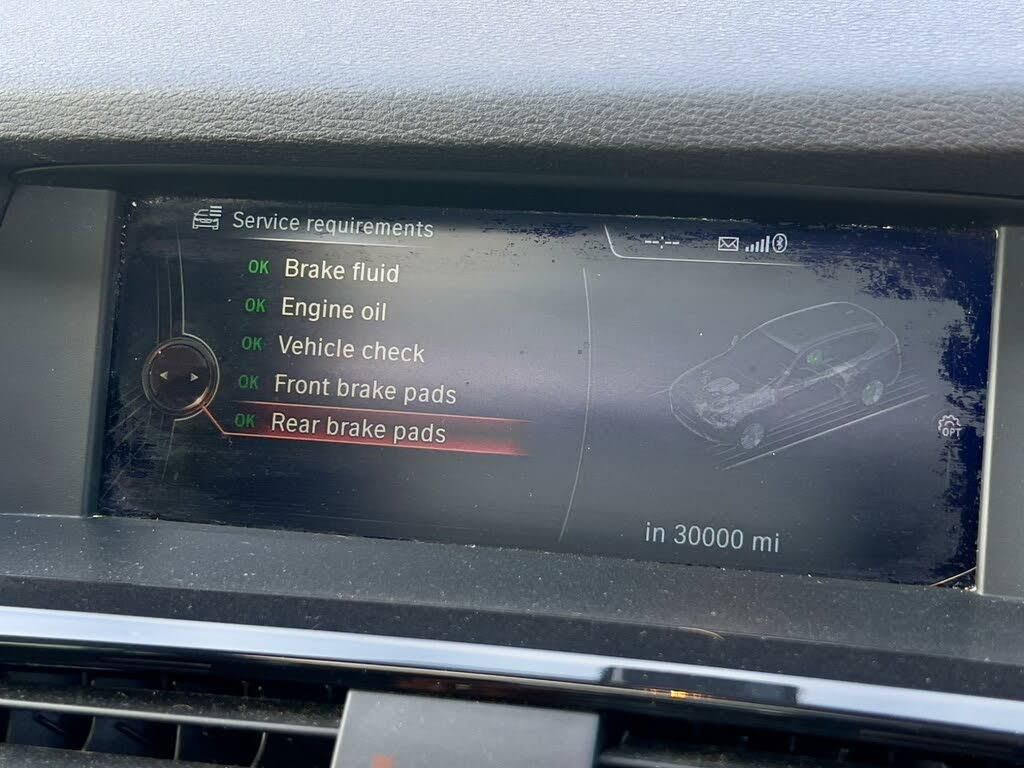 Service requirements
--:--
OK Brake fluid
OK Engine oil
OK Vehicle check
OK Front brake pads
OK Rear brake pads
OPT
in 30000 mi